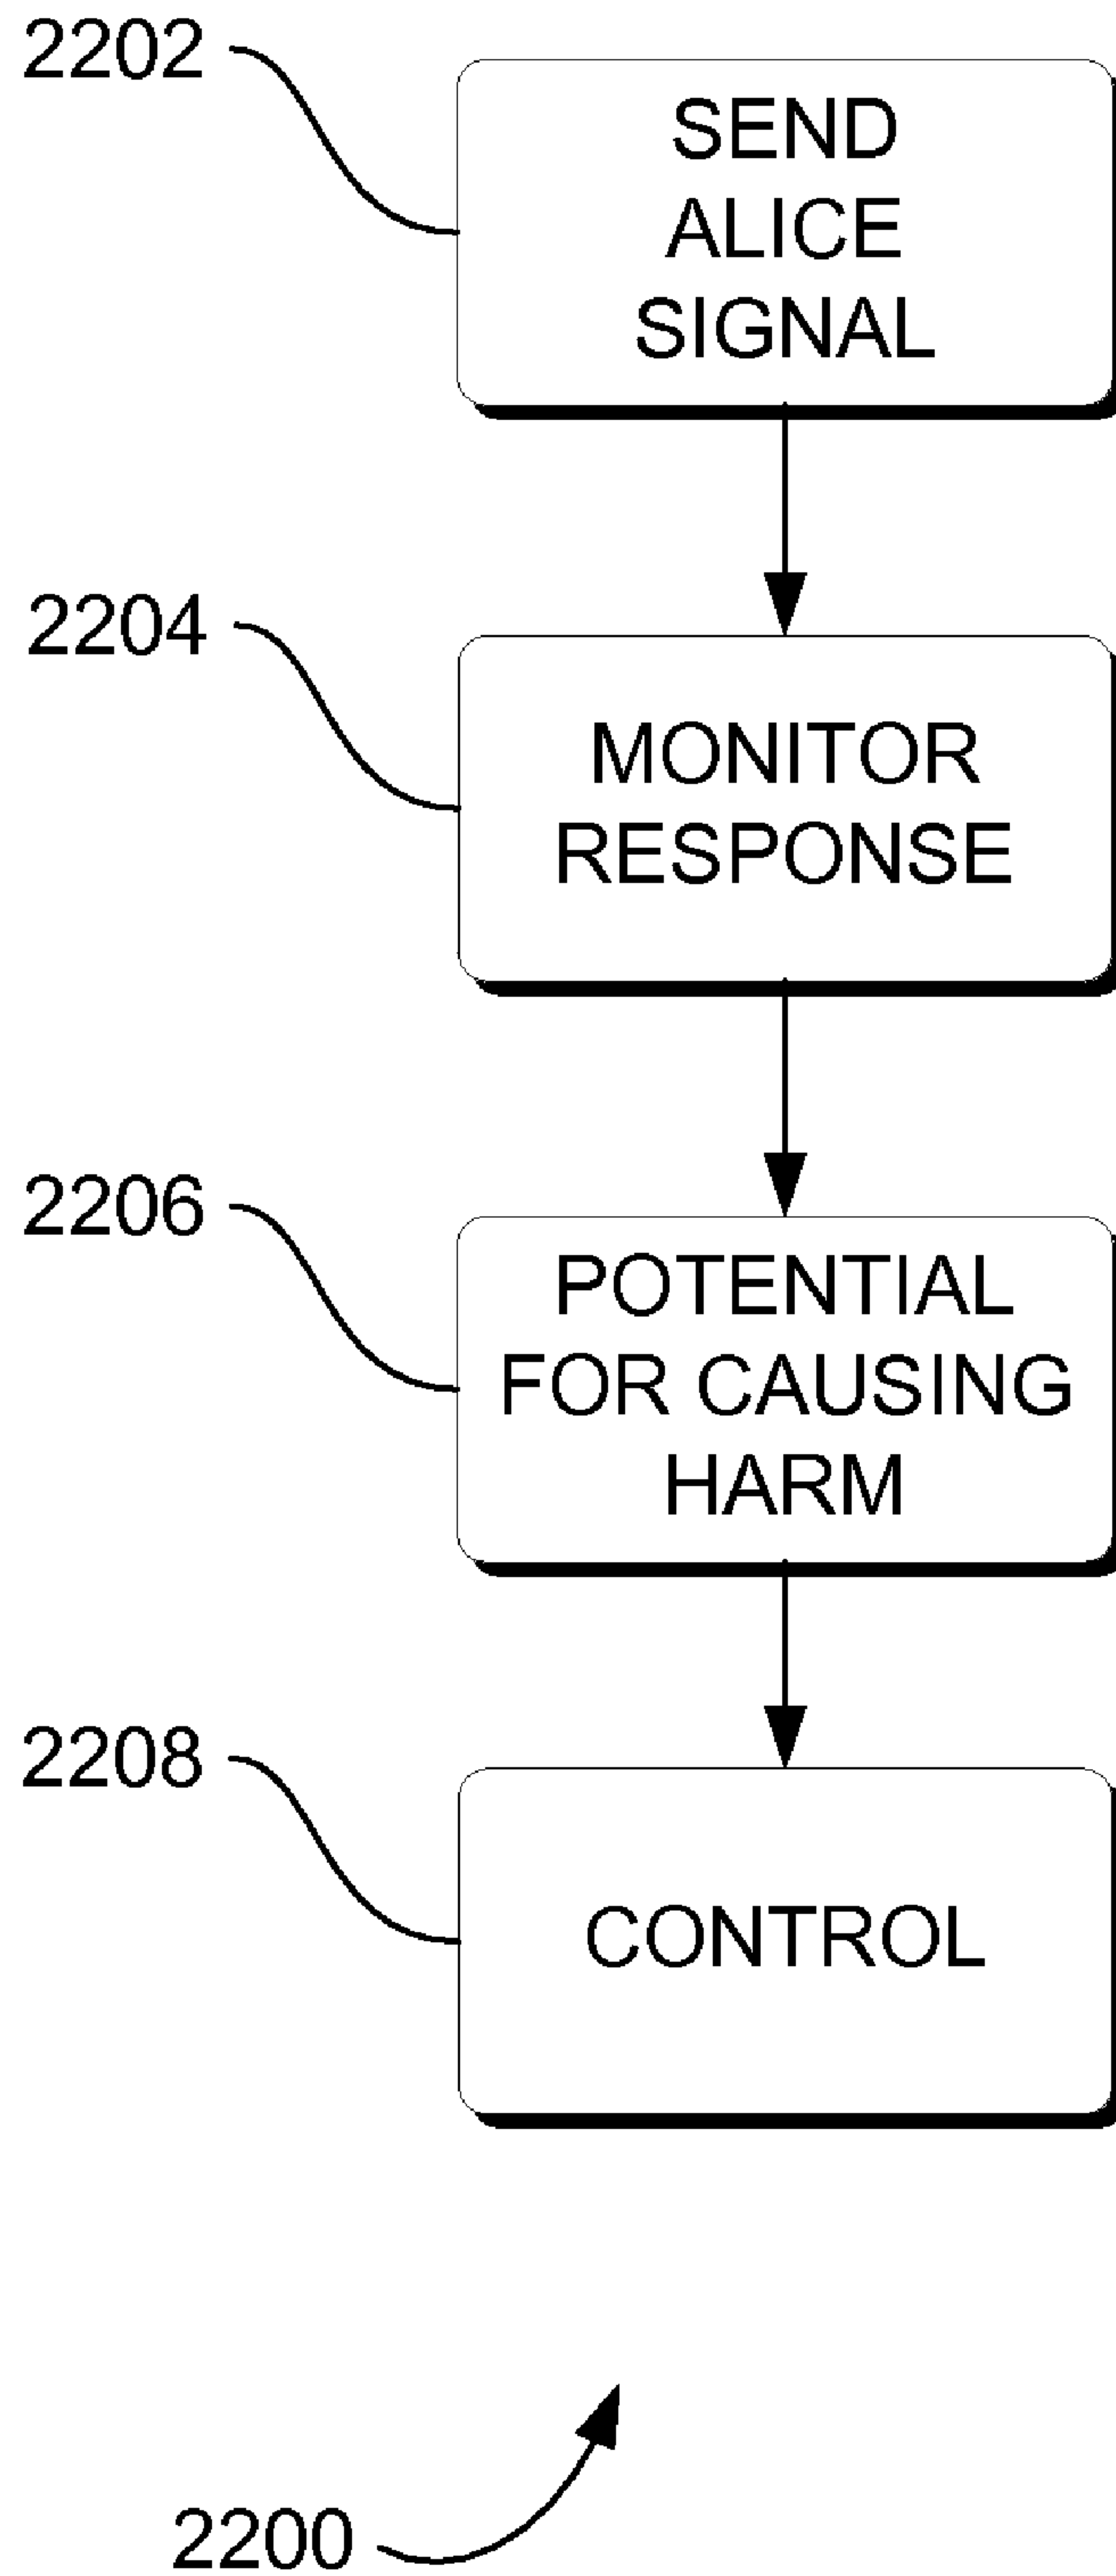 2202
SEND
ALICE
SIGNAL
2204
MONITOR
RESPONSE
2206
POTENTIAL
FOR CAUSING
HARM
2208
CONTROL
2200